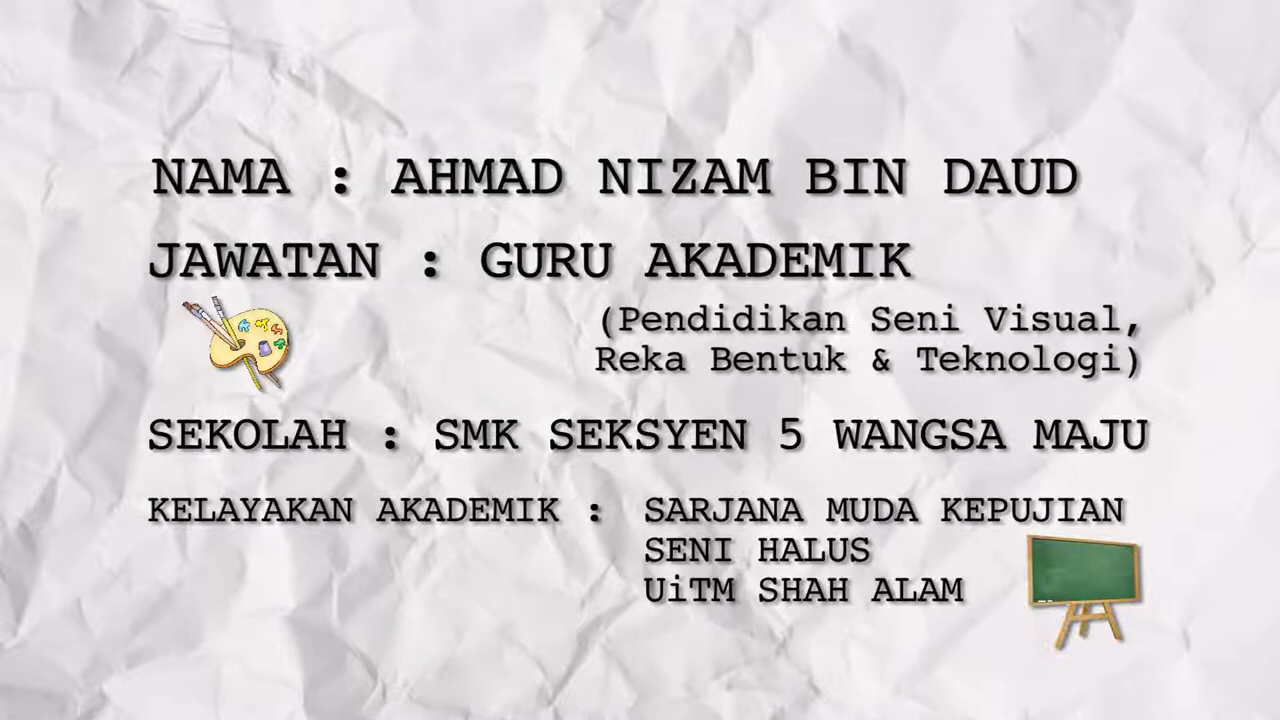 NAMA : AHMAD NIZAM BIN DAUD
JAWATAN : GURU AKADEMIK
(Pendidikan Seni Visual,
Reka Bentuk & Teknologi)
SEKOLAH : SMK SEKSYEN 5 WANGSA MAJU
KELAYAKAN AKADEMIK : SARJANA MUDA KEPUJIAN
SENI HALUS
UiTM SHAH ALAM